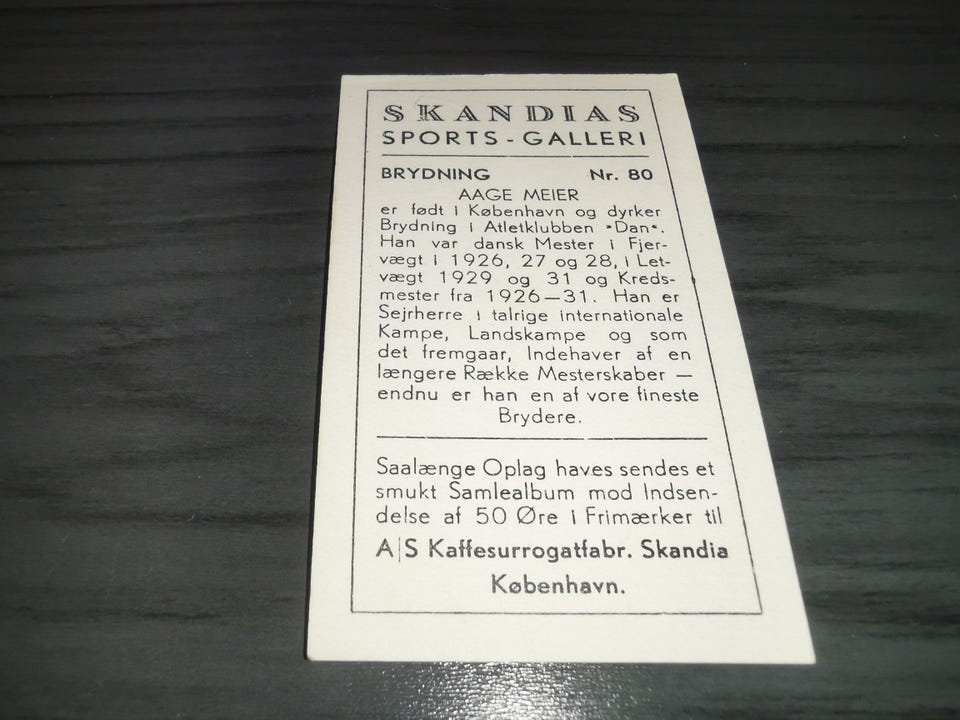 SKANDIAS
SPORTS - GALLERI
BRYDNING Nr. 80
AAGE MEIER
er født i København og dyrker
Brydning i Atletklubben »Dan«.
Han var dansk Mester i Fjer-
vægt i 1926, 27 og 28, i Let-
vægt 1929 og 31 og Kreds-
mester fra 1926—31. Han er
Sejrherre i talrige internationale
Kampe, Landskampe og som
det fremgaar, Indehaver af en
længere Række Mesterskaber —
endnu er han en af vore fineste
Brydere.
Saalænge Oplag haves sendes et
smukt Samlealbum mod Indsen-
delse af 50 Øre i Frimærker til
A|S Kaffesurrogatfabr. Skandia
København.